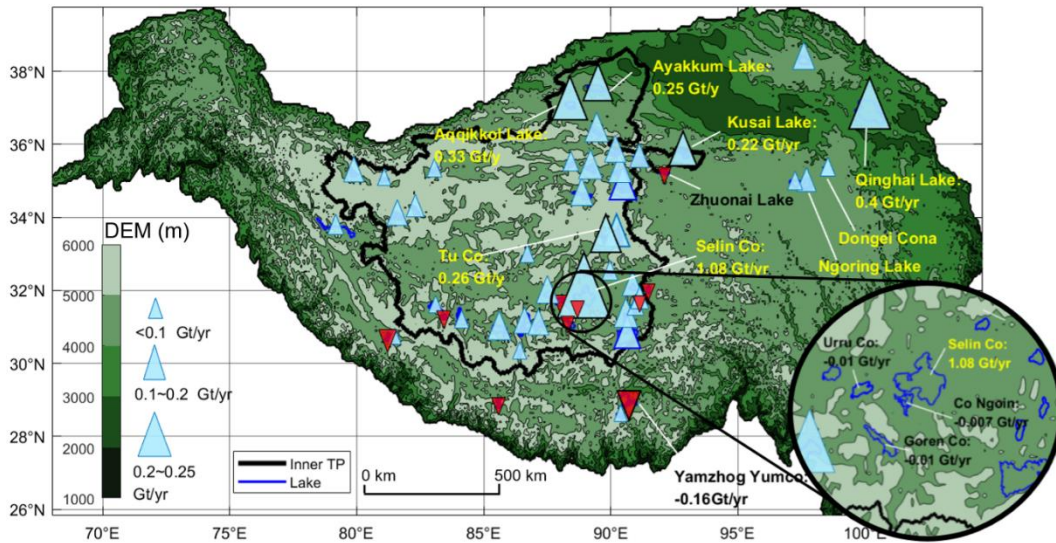 38°N
36°N
34°N
32°N
30°N
28°N
26°N
70°E
75°E
80°E
85°E
90°E
95°E
100°E
Ayakkum Lake:
0.25 Gt/yr
Aqqikkol Lake:
0.33 Gt/yr
Kusai Lake:
0.22 Gt/yr
Zhuonai Lake
Qinghai Lake:
0.4 Gt/yr
Dongei Cona
Ngoring Lake
Tu Co:
0.26 Gt/y
Selin Co:
1.08 Gt/yr
DEM (m)
6000
5000
4000
3000
2000
1000
<0.1 Gt/yr
0.1~0.2 Gt/yr
0.2~0.25
Gt/yr
Inner TP
Lake
0 km
500 km
Yamzhog Yumco:
-0.16Gt/yr
Urru Co:
-0.01 Gt/yr
Selin Co:
1.08 Gt/yr
Co Ngoin:
-0.007 Gt/yr
Goren Co:
-0.01 Gt/yr